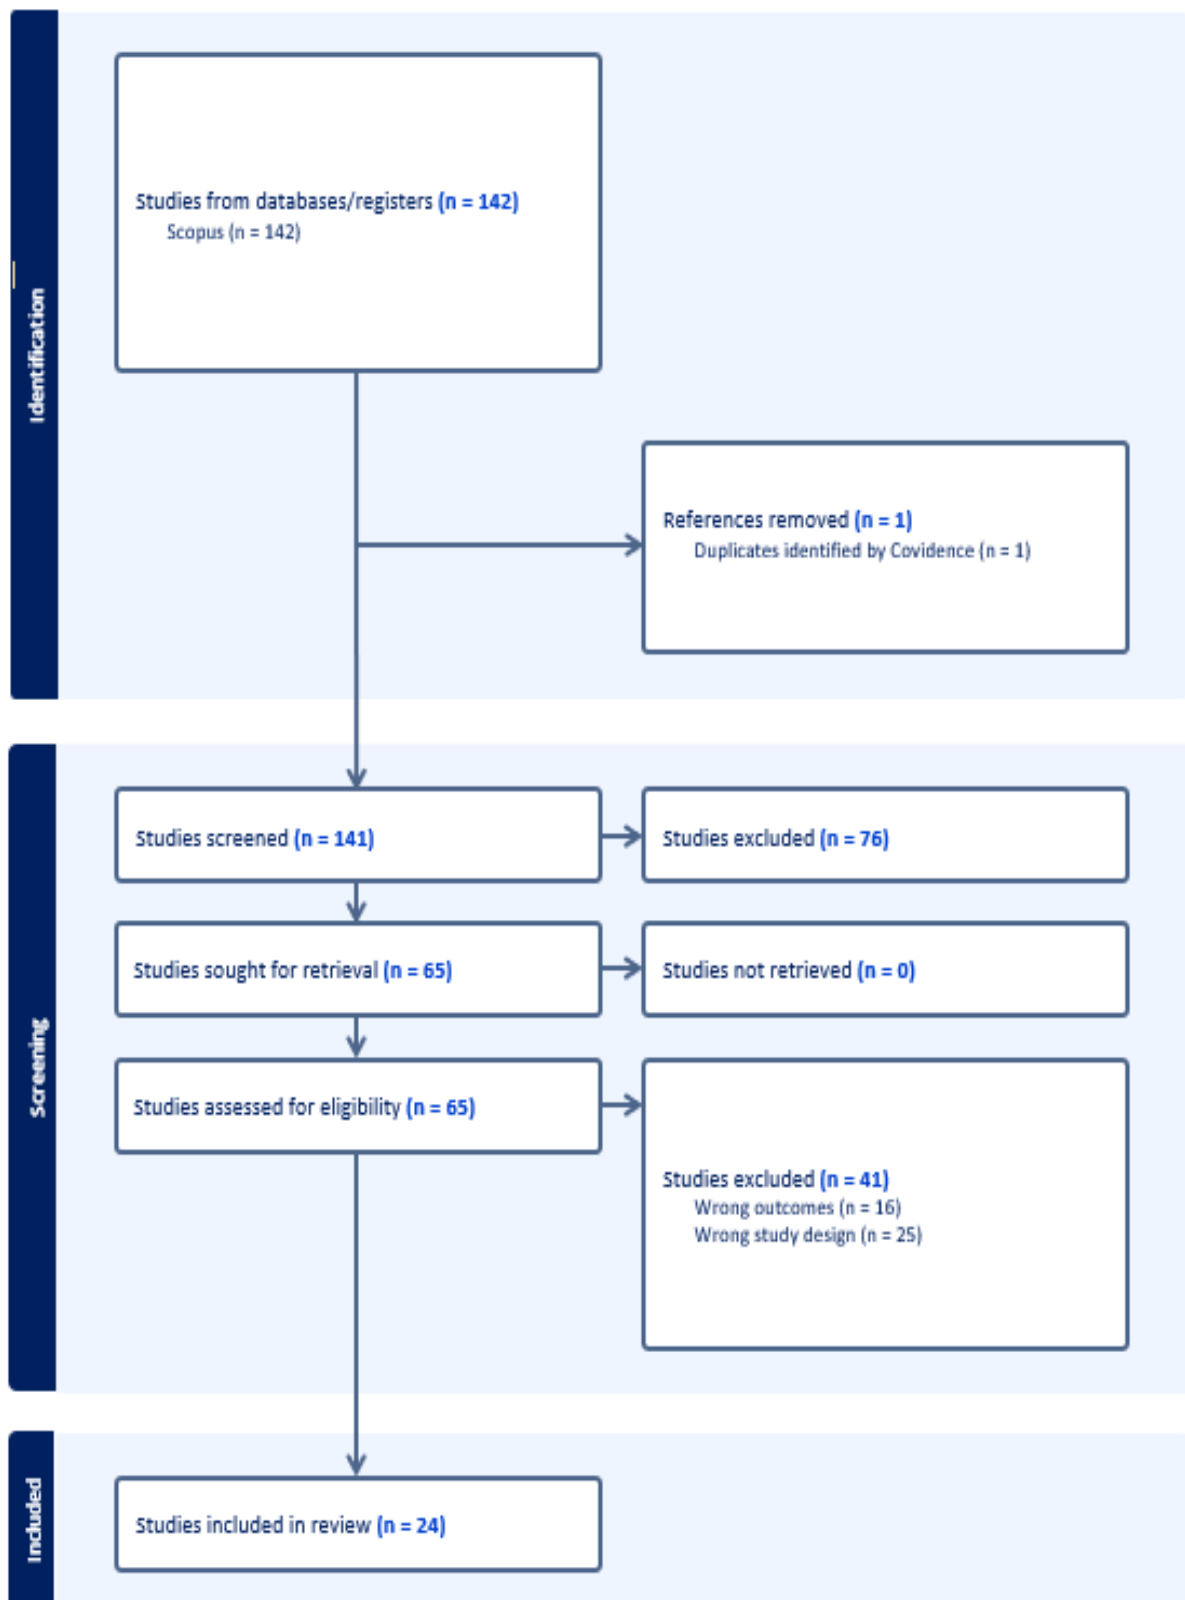 Identification
Studies from databases/registers (n = 142)
Scopus (n = 142)
References removed (n = 1)
Duplicates identified by Covidence (n = 1)
Screening
Studies screened (n = 141)
Studies excluded (n = 76)
Studies sought for retrieval (n = 65)
Studies not retrieved (n = 0)
Studies assessed for eligibility (n = 65)
Studies excluded (n = 41)
Wrong outcomes (n = 16)
Wrong study design (n = 25)
Included
Studies included in review (n = 24)